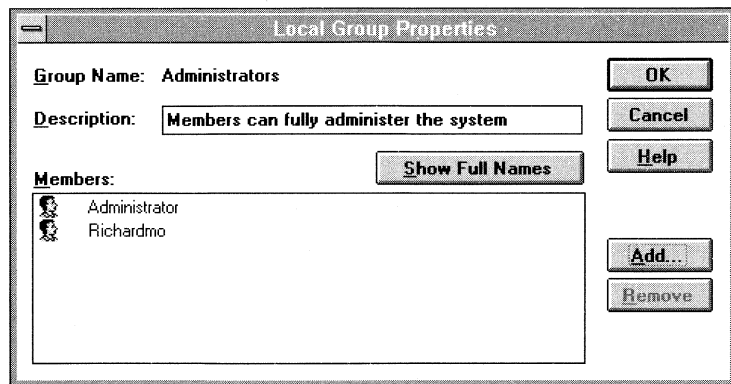 Local Group Properties
Group Name: Administrators
Description: Members can fully administer the system
Members:
Show Full Names
Administrator
Richardmo
OK
Cancel
Help
Add...
Remove